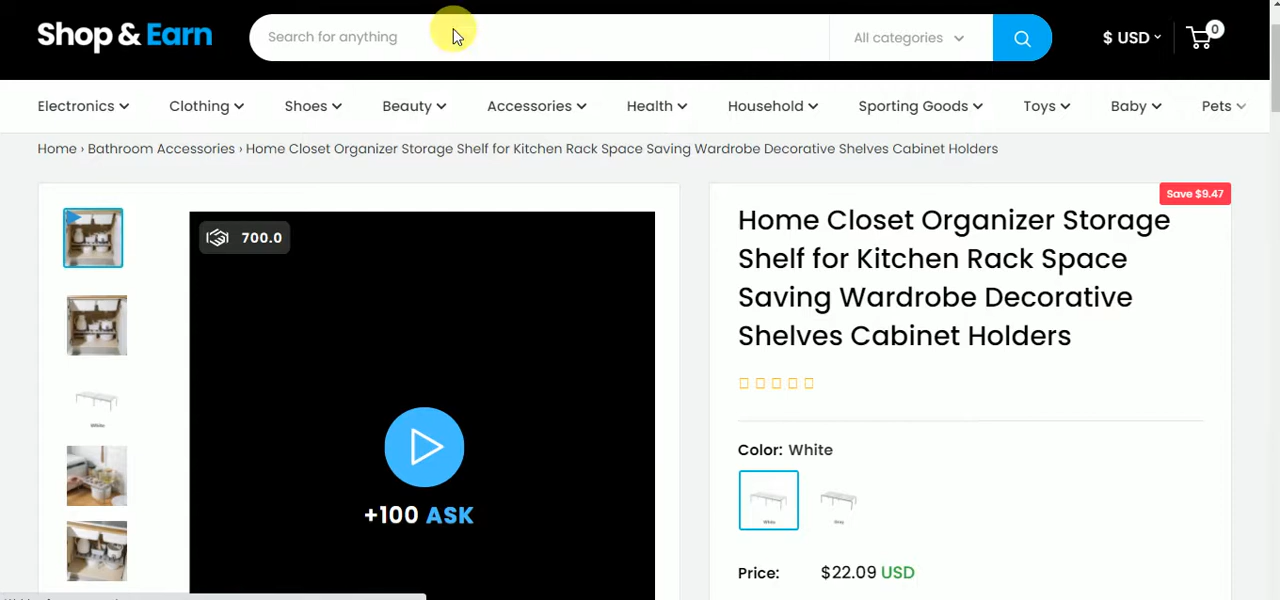 Shop & Earn
Search for anything
All categories
$ USD
0
Electronics
Clothing
Shoes
Beauty
Accessories
Health
Household
Sporting Goods
Toys
Baby
Pets
Home › Bathroom Accessories › Home Closet Organizer Storage Shelf for Kitchen Rack Space Saving Wardrobe Decorative Shelves Cabinet Holders
700.0
+100 ASK
Save $9.47
Home Closet Organizer Storage
Shelf for Kitchen Rack Space
Saving Wardrobe Decorative
Shelves Cabinet Holders
Color: White
White
Price: $22.09 USD